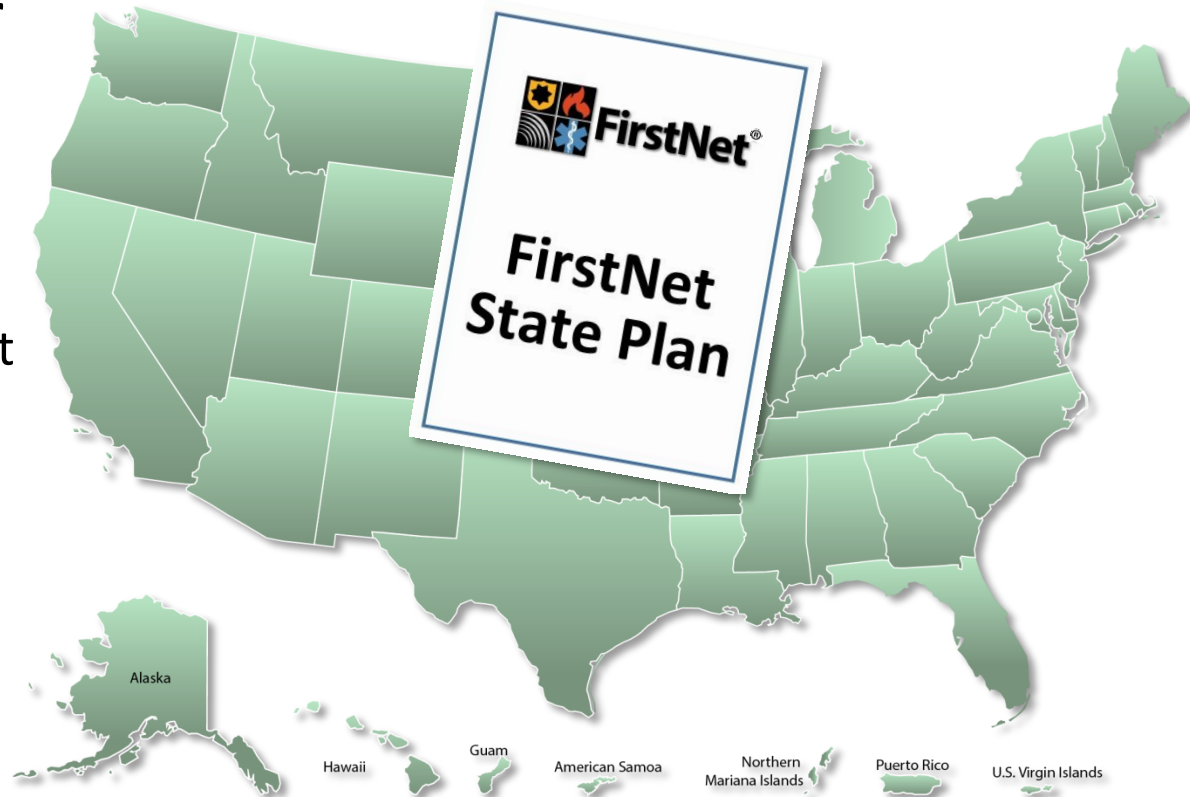 FirstNet®
FirstNet
State Plan
t
Alaska
Hawaii
Guam
American Samoa
Northern
Mariana Islands
Puerto Rico
U.S. Virgin Islands